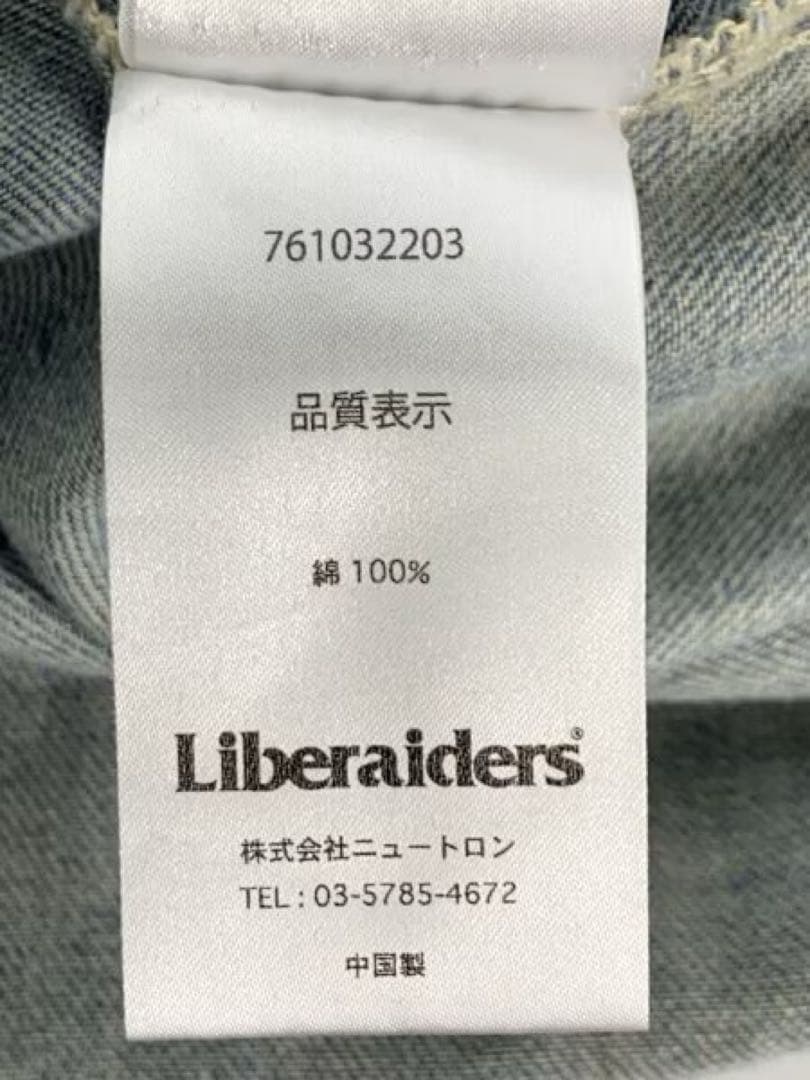 761032203
品質表示
綿 100%
Liberaiders®
株式会社ニュートロン
TEL : 03-5785-4672
中国製